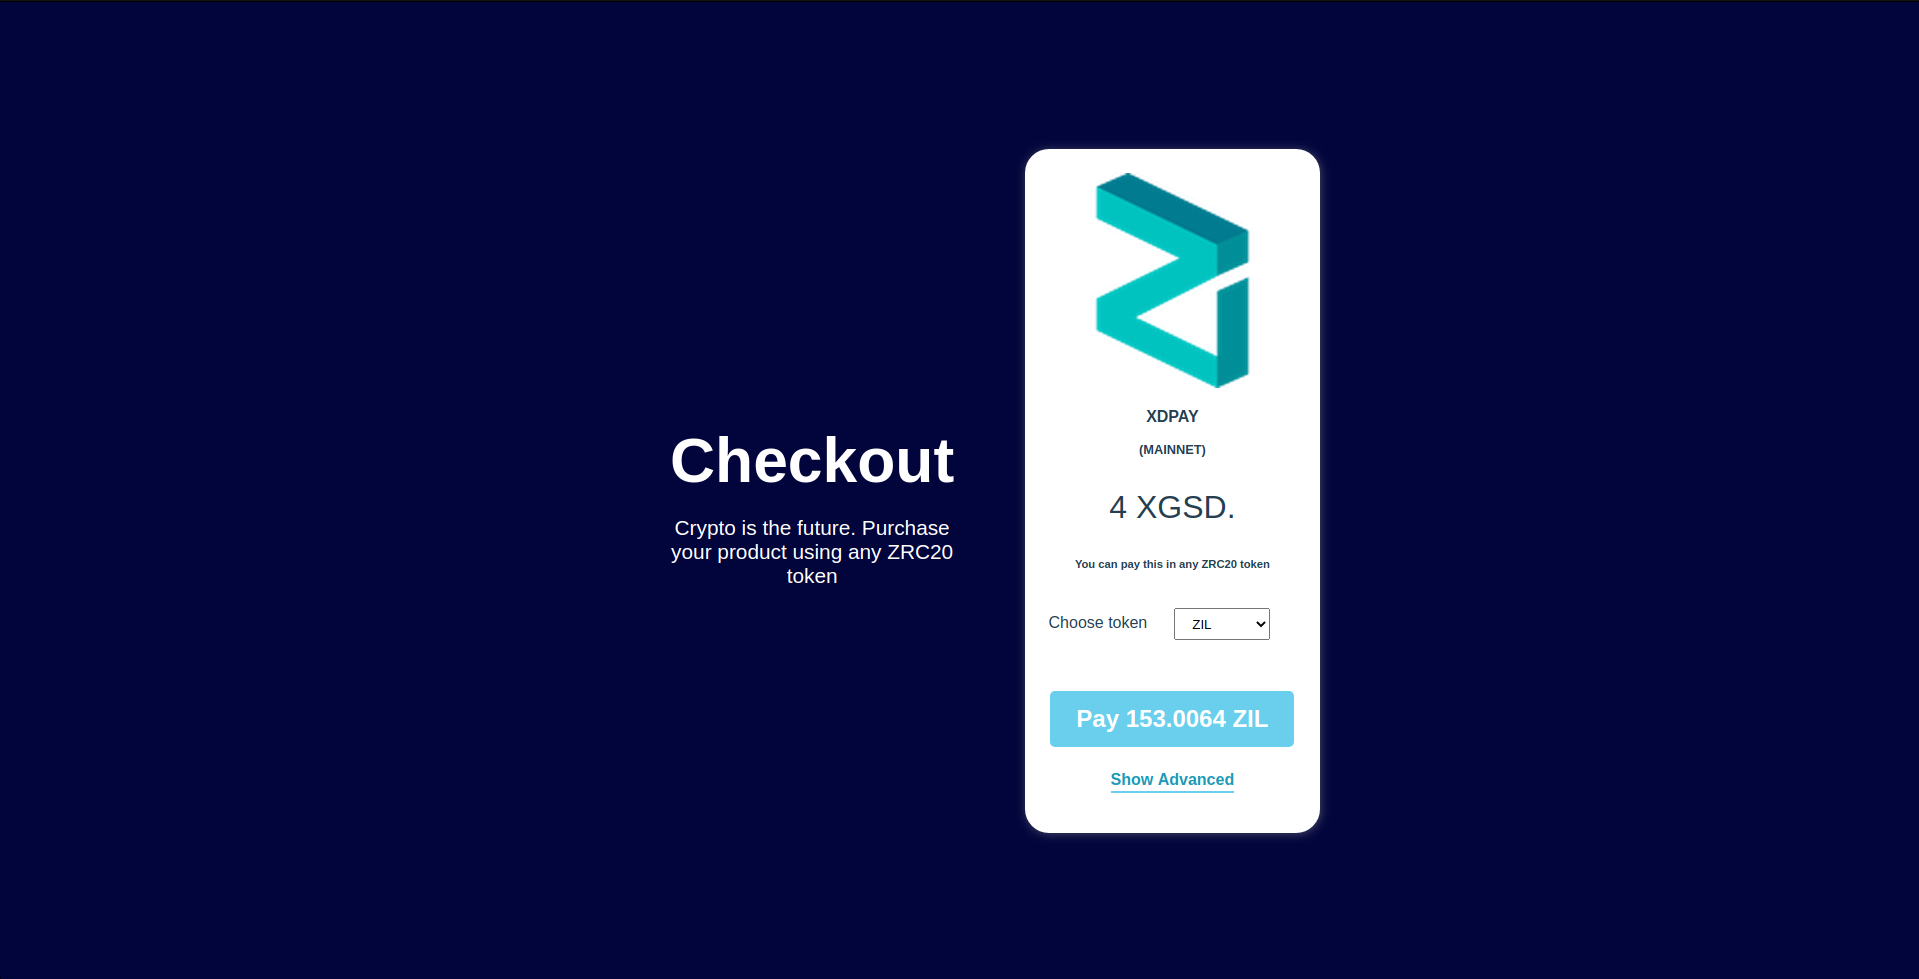 Checkout
Crypto is the future. Purchase
your product using any ZRC20
token
XDPAY
(MAINNET)
4 XGSD.
You can pay this in any ZRC20 token
Choose token
ZIL
Pay 153.0064 ZIL
Show Advanced